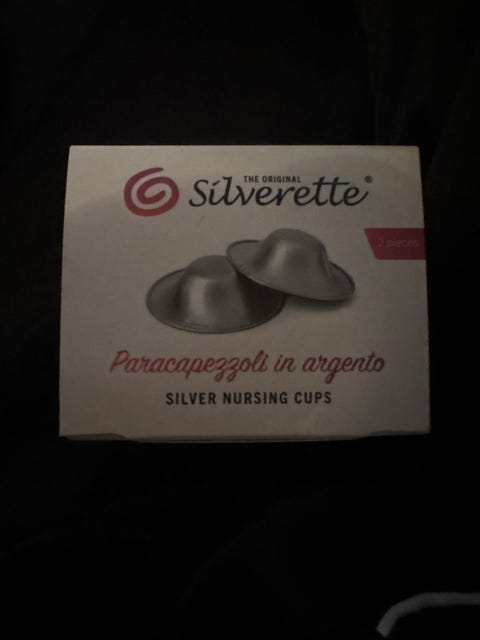 THE ORIGINAL
Silverette®
2 pieces
Paracapezzoli in argento
SILVER NURSING CUPS